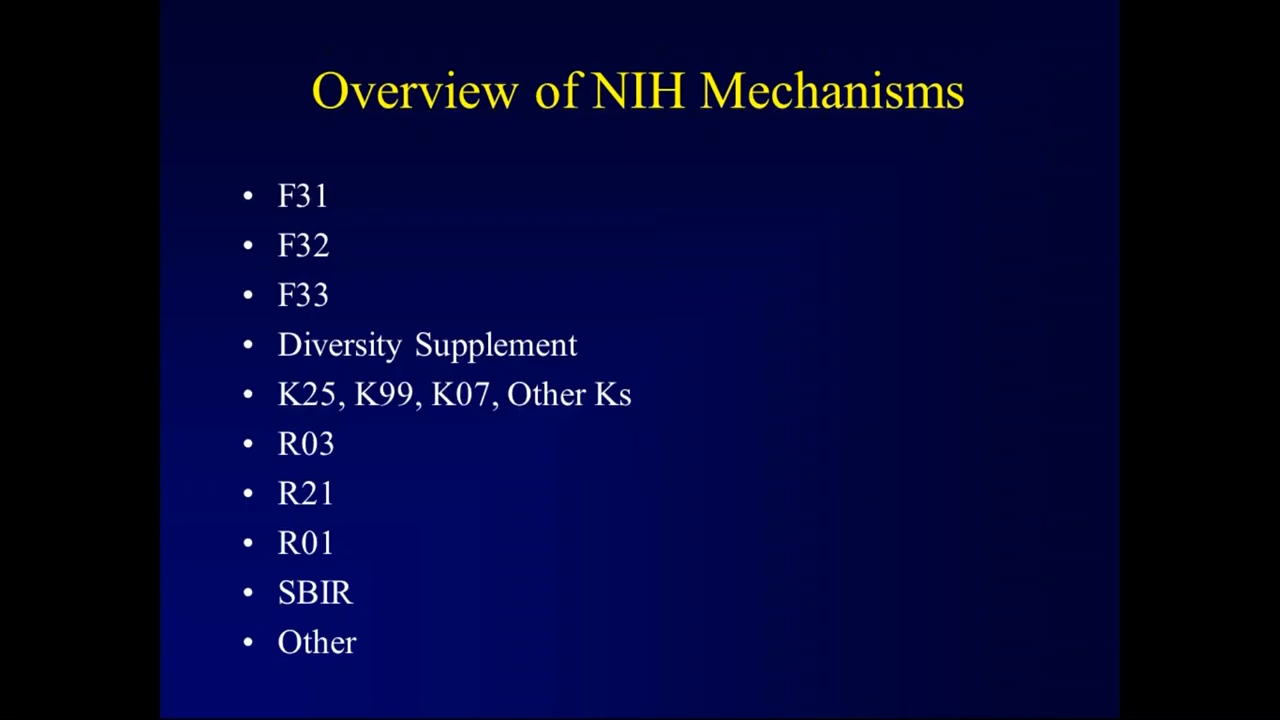 Overview of NIH Mechanisms
• F31
• F32
• F33
• Diversity Supplement
• K25, K99, K07, Other Ks
• R03
• R21
• R01
• SBIR
• Other